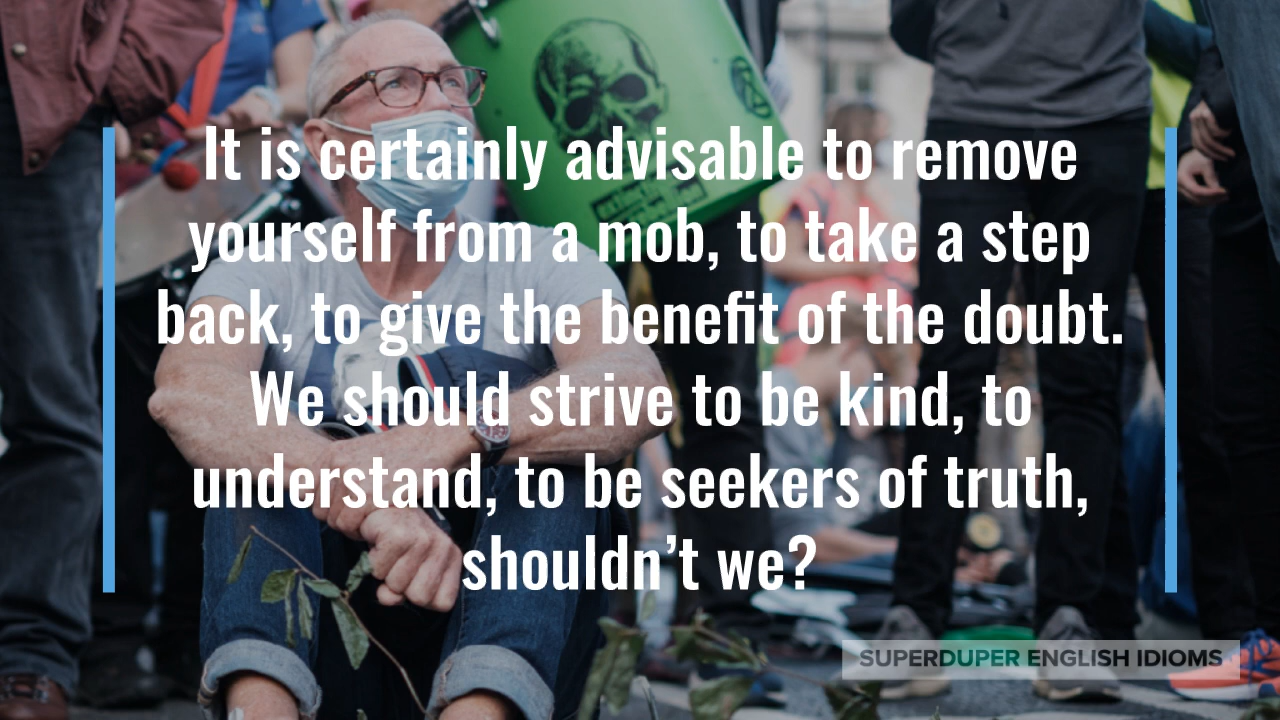 It is certainly advisable to remove
yourself from a mob, to take a step
back, to give the benefit of the doubt.
We should strive to be kind, to
understand, to be seekers of truth,
shouldn’t we?
SUPERDUPER ENGLISH IDIOMS